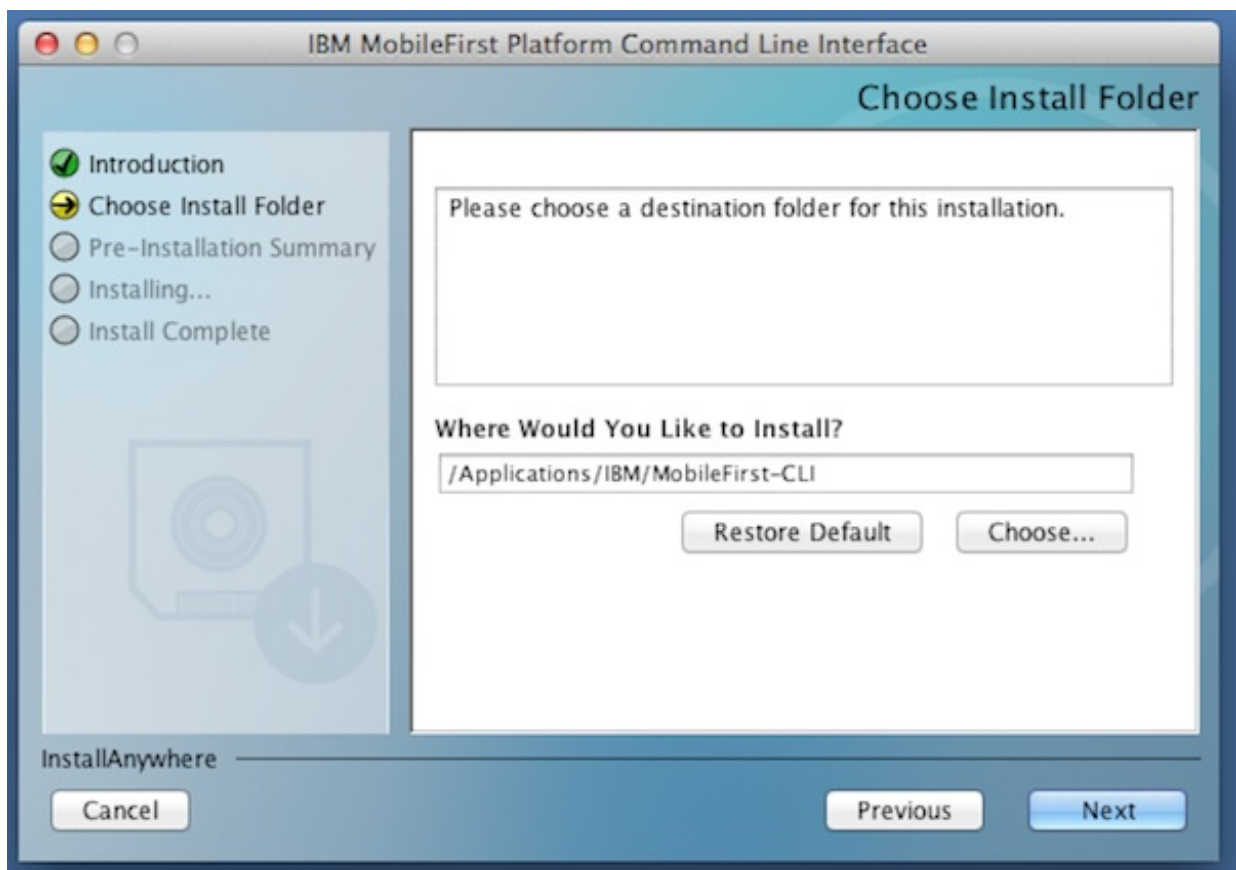 IBM MobileFirst Platform Command Line Interface
Choose Install Folder
Introduction
Choose Install Folder
Pre-Installation Summary
Installing...
Install Complete
Please choose a destination folder for this installation.
Where Would You Like to Install?
/Applications/IBM/MobileFirst-CLI
Restore Default
Choose...
InstallAnywhere
Cancel
Previous
Next